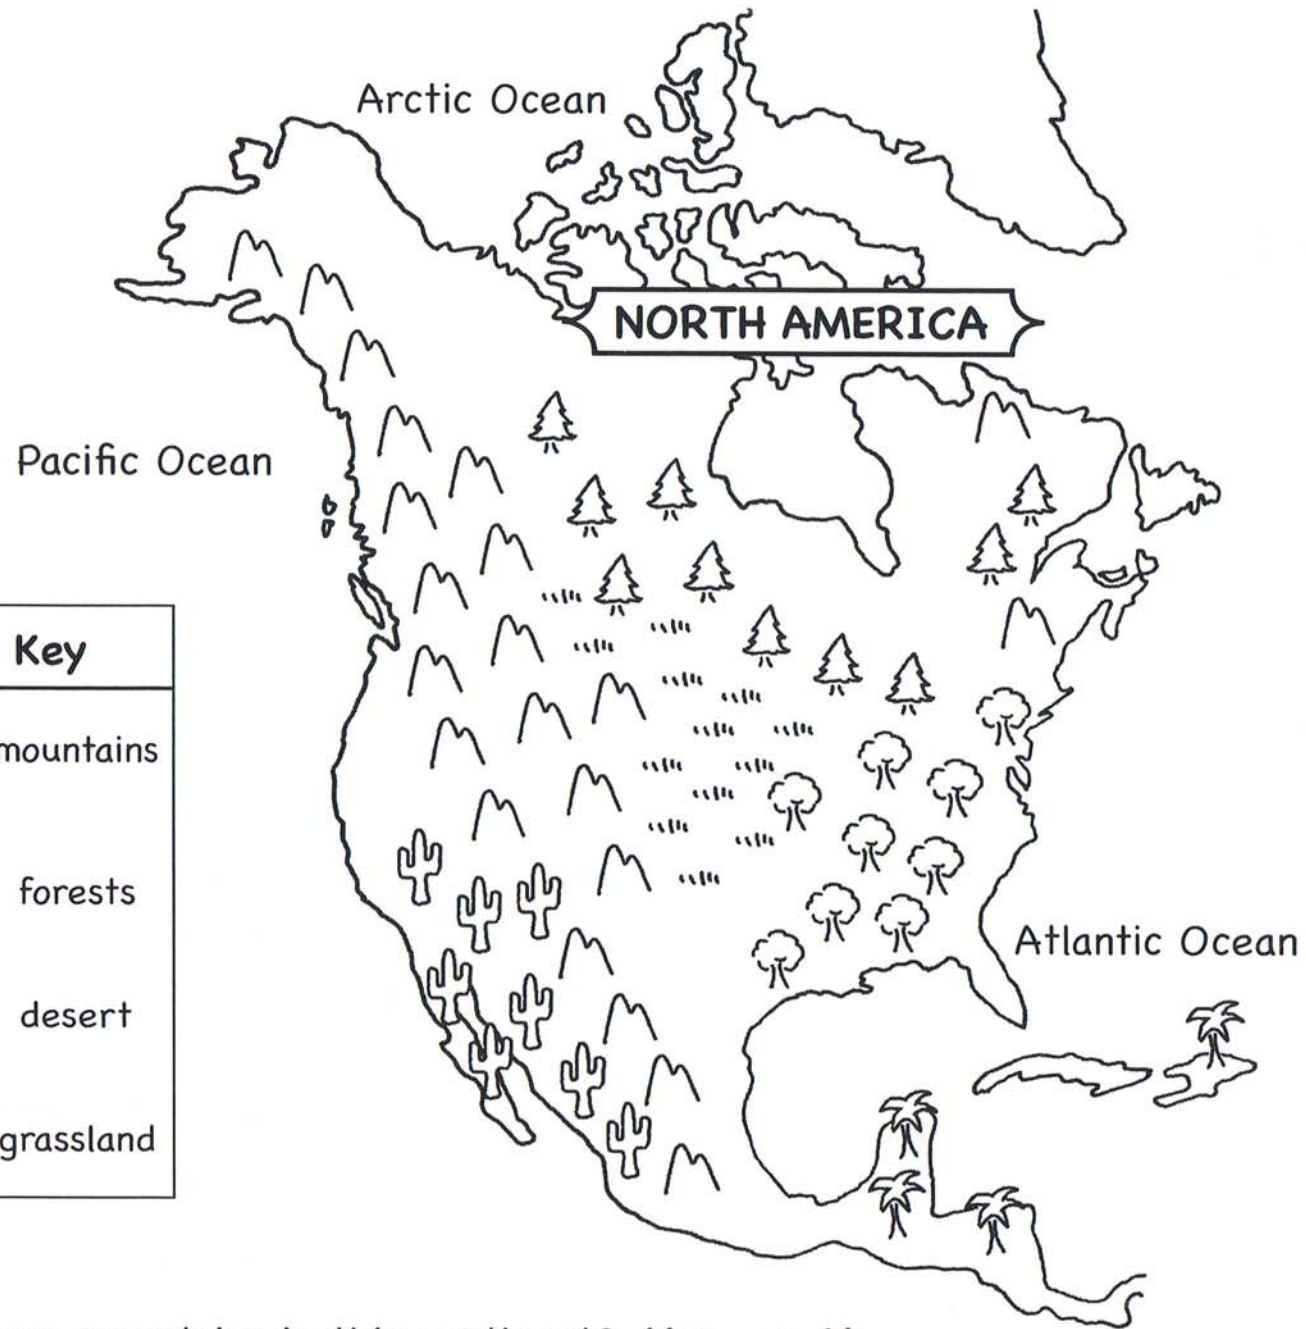 Arctic Ocean
NORTH AMERICA
Pacific Ocean
Key
mountains
forests
desert
grassland
Atlantic Ocean